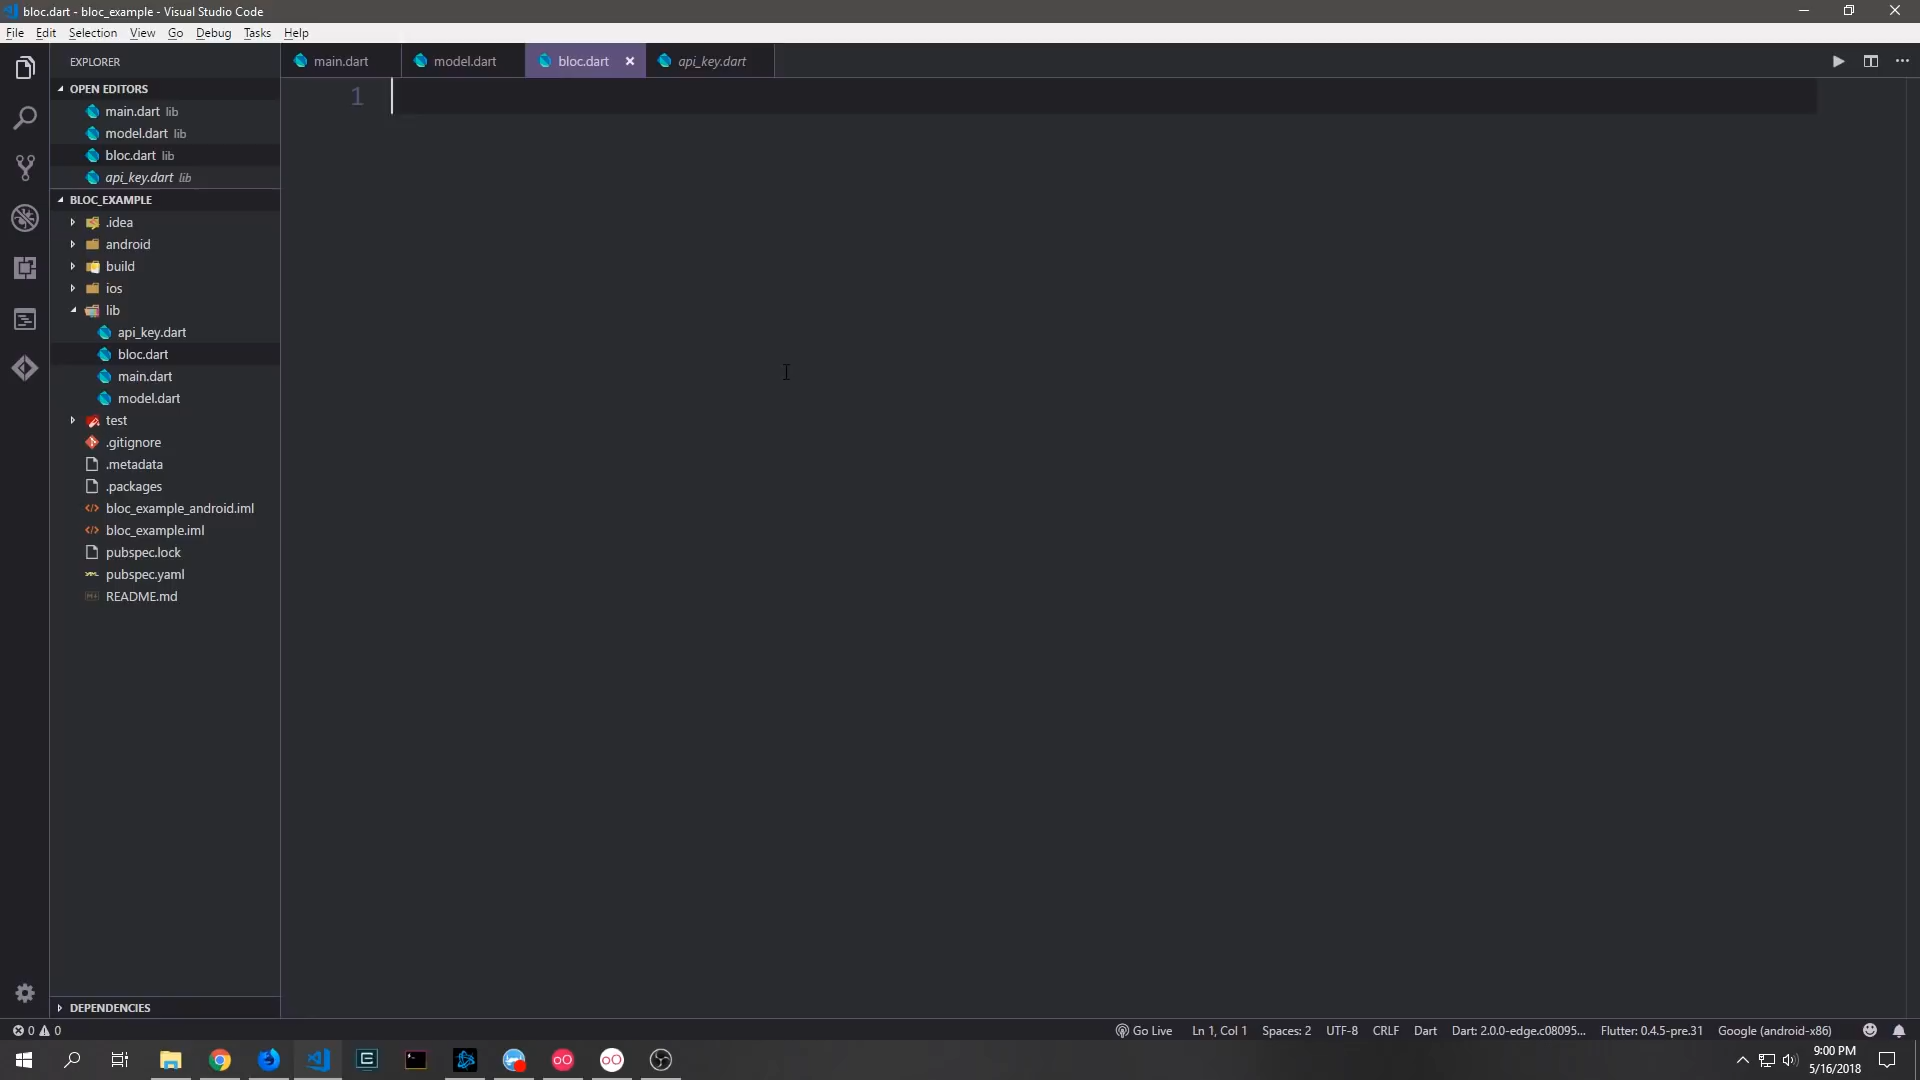 bloc.dart - bloc_example - Visual Studio Code
File Edit Selection View Go Debug Tasks Help
EXPLORER
OPEN EDITORS
main.dart lib
model.dart lib
bloc.dart lib
api_key.dart lib
BLOC_EXAMPLE
.idea
android
build
ios
lib
api_key.dart
bloc.dart
main.dart
model.dart
test
.gitignore
.metadata
.packages
bloc_example_android.iml
bloc_example.iml
pubspec.lock
pubspec.yaml
README.md
DEPENDENCIES
main.dart model.dart bloc.dart api_key.dart
1
0 0
Go Live Ln 1, Col 1 Spaces: 2 UTF-8 CRLF Dart Dart: 2.0.0-edge.c08095... Flutter: 0.4.5-pre.31 Google (android-x86)
9:00 PM
5/16/2018